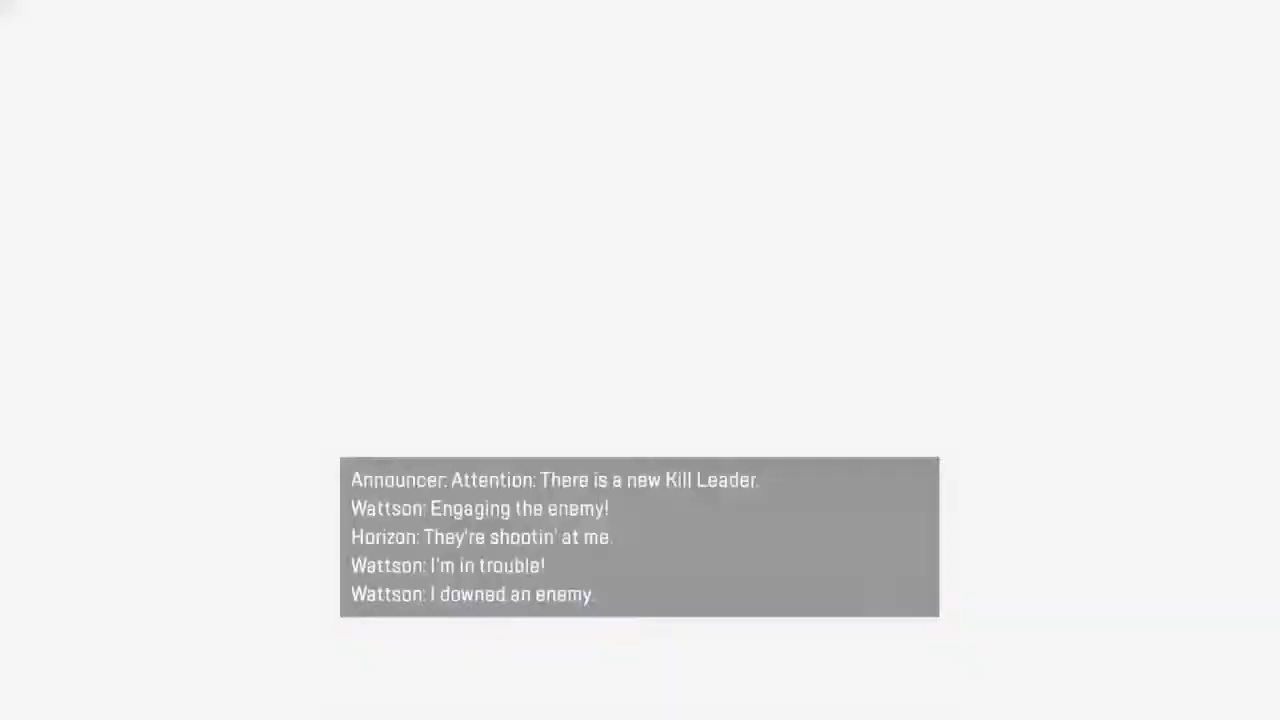 Announcer: Attention: There is a new Kill Leader.
Wattson: Engaging the enemy!
Horizon: They're shootin' at me.
Wattson: I'm in trouble!
Wattson: I downed an enemy.